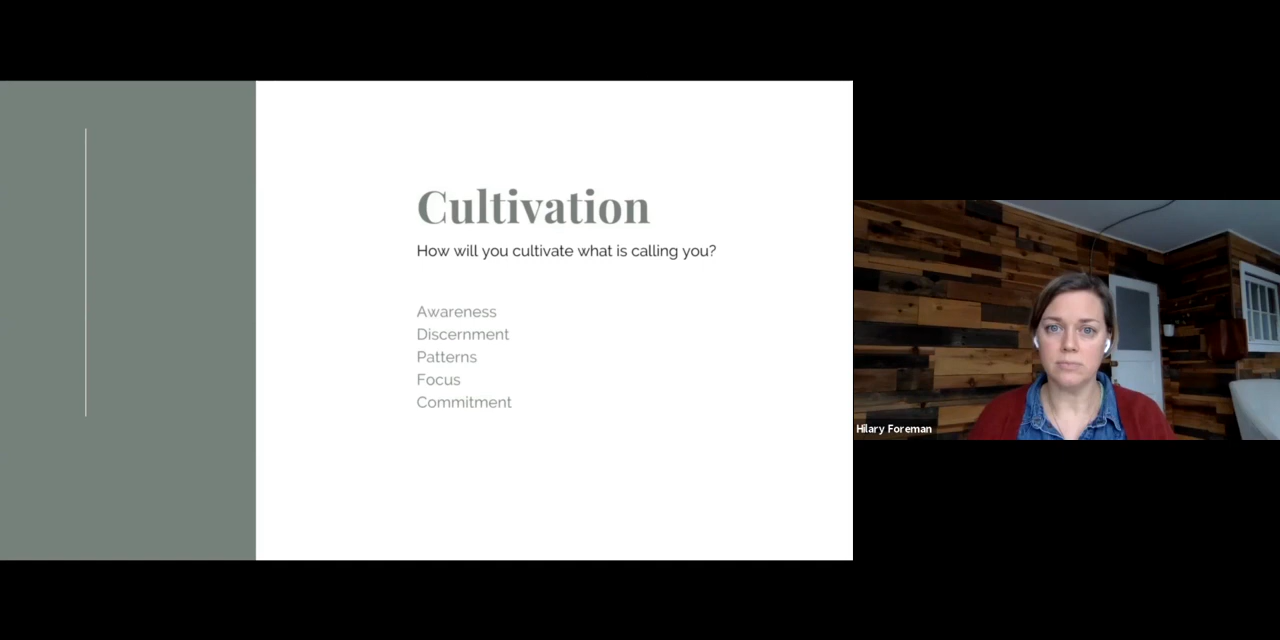 Cultivation
How will you cultivate what is calling you?
Awareness
Discernment
Patterns
Focus
Commitment
Hilary Foreman